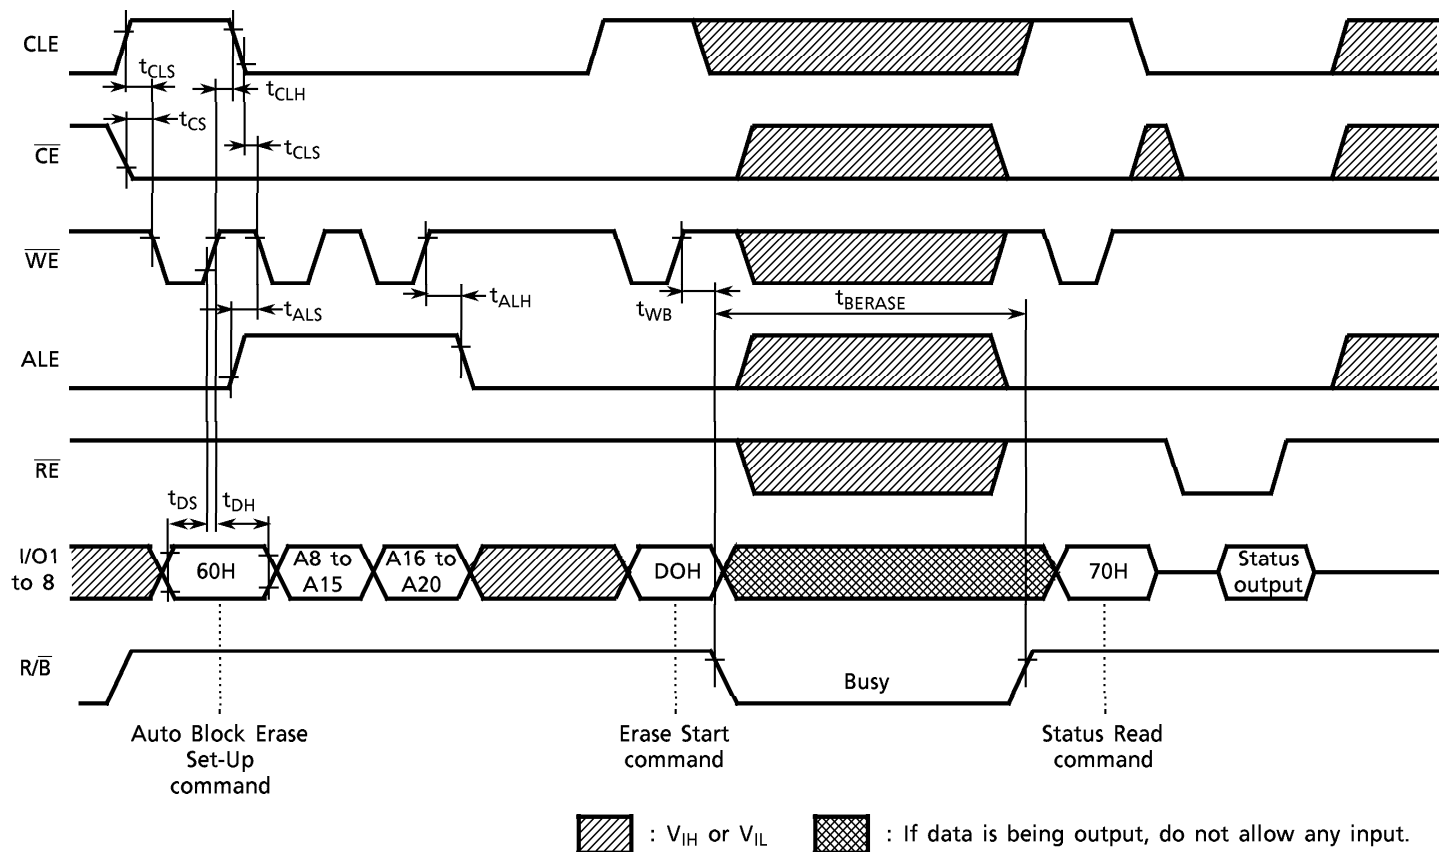 CLE
tCLS
tCLH
tCS
CE
tCLS
WE
tALS
tALH
tWB
tBERASE
ALE
RE
tDS
tDH
I/O1
to 8
60H
A8 to
A15
A16 to
A20
DOH
70H
Status
output
R/B
Busy
Auto Block Erase
Set-Up
command
Erase Start
command
Status Read
command
: VIH or VIL
: If data is being output, do not allow any input.